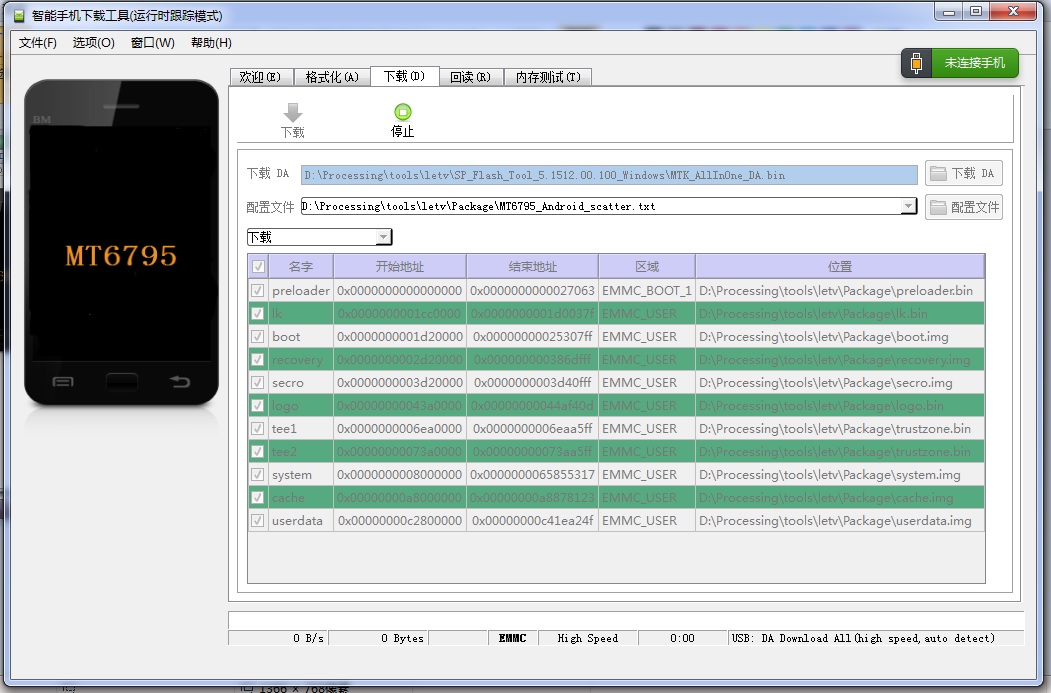 智能手机下载工具(运行时跟踪模式)
文件(F) 选项(O) 窗口(W) 帮助(H)
未连接手机
欢迎(E) 格式化(A) 下载(D) 回读(R) 内存测试(T)
BM
下载 停止
下载 DA D:\Processing\tools\letv\SP_Flash_Tool_5.1512.00.100_Windows\MTK_AllInOne_DA.bin 下载 DA
配置文件 D:\Processing\tools\letv\Package\MT6795_Android_scatter.txt 配置文件
下载
MT6795
名字 开始地址 结束地址 区域 位置
preloader 0x0000000000000000 0x0000000000027063 EMMC_BOOT_1 D:\Processing\tools\letv\Package\preloader.bin
lk 0x0000000001cc0000 0x0000000001d0037f EMMC_USER D:\Processing\tools\letv\Package\lk.bin
boot 0x0000000001d20000 0x00000000025307ff EMMC_USER D:\Processing\tools\letv\Package\boot.img
recovery 0x0000000002d20000 0x000000000386dfff EMMC_USER D:\Processing\tools\letv\Package\recovery.img
secro 0x0000000003d20000 0x0000000003d40fff EMMC_USER D:\Processing\tools\letv\Package\secro.img
logo 0x00000000043a0000 0x00000000044af40d EMMC_USER D:\Processing\tools\letv\Package\logo.bin
tee1 0x0000000006ea0000 0x0000000006eaa5ff EMMC_USER D:\Processing\tools\letv\Package\trustzone.bin
tee2 0x00000000073a0000 0x00000000073aa5ff EMMC_USER D:\Processing\tools\letv\Package\trustzone.bin
system 0x0000000008000000 0x0000000065855317 EMMC_USER D:\Processing\tools\letv\Package\system.img
cache 0x00000000a8000000 0x00000000a8878123 EMMC_USER D:\Processing\tools\letv\Package\cache.img
userdata 0x00000000c2800000 0x00000000c41ea24f EMMC_USER D:\Processing\tools\letv\Package\userdata.img
0 B/s 0 Bytes EMMC High Speed 0:00 USB: DA Download All(high speed,auto detect)
1366 × 768像素